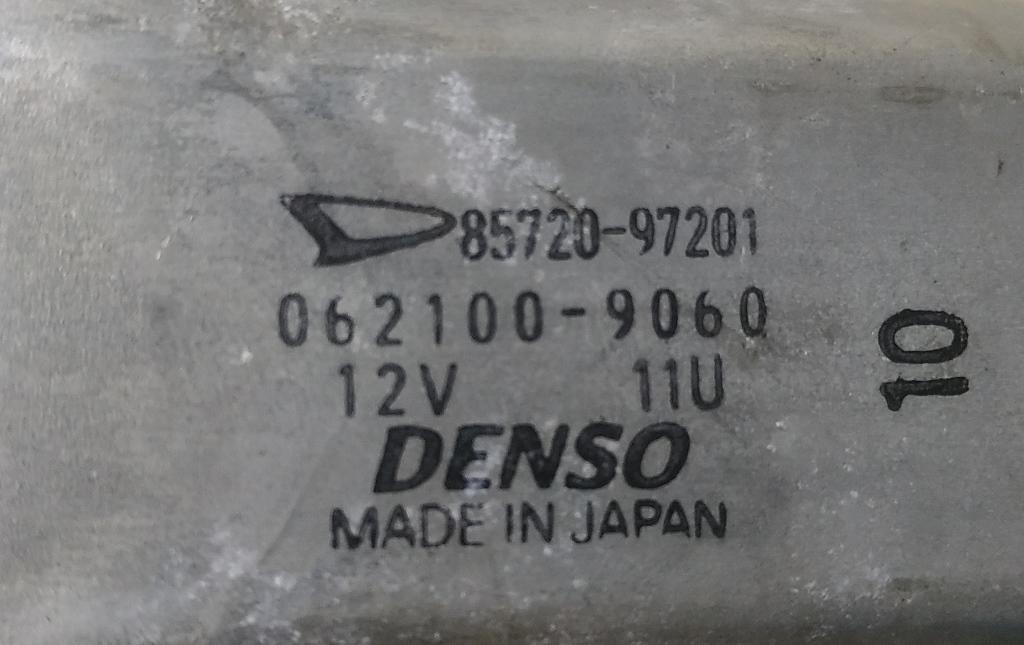 85720-97201
062100-9060
12V 11U
DENSO
MADE IN JAPAN
10